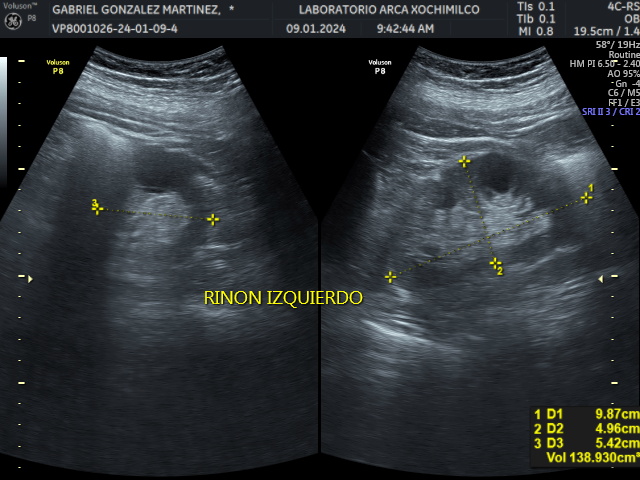 Voluson™
P8
GABRIEL GONZALEZ MARTINEZ, *
VP8001026-24-01-09-4
LABORATORIO ARCA XOCHIMILCO
09.01.2024
9:42:44 AM
TIs 0.1
TIb 0.1
MI 0.8
4C-RS
OB
19.5cm / 1.4
58°/ 19Hz
Routine
HM PI 6.50 - 2.40
AO 95%
Gn -4
C6 / M5
FF1 / E3
SRI II 3 / CRI 2
Voluson
P8
Voluson
P8
3
1
2
RINON IZQUIERDO
1 D1 9.87cm
2 D2 4.96cm
3 D3 5.42cm
Vol 138.930cm³